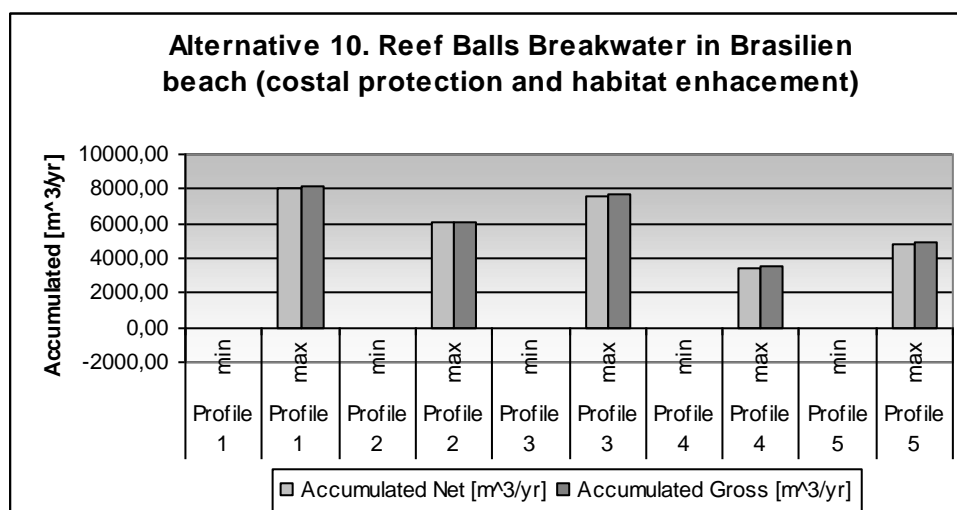 Alternative 10. Reef Balls Breakwater in Brasilien
beach (costal protection and habitat enhacement)
Accumulated [m^3/yr]
10000,00
8000,00
6000,00
4000,00
2000,00
0,00
-2000,00
min max min max min max min max min max
Profile Profile Profile Profile Profile Profile Profile Profile Profile Profile
1 1 2 2 3 3 4 4 5 5
Accumulated Net [m^3/yr] Accumulated Gross [m^3/yr]